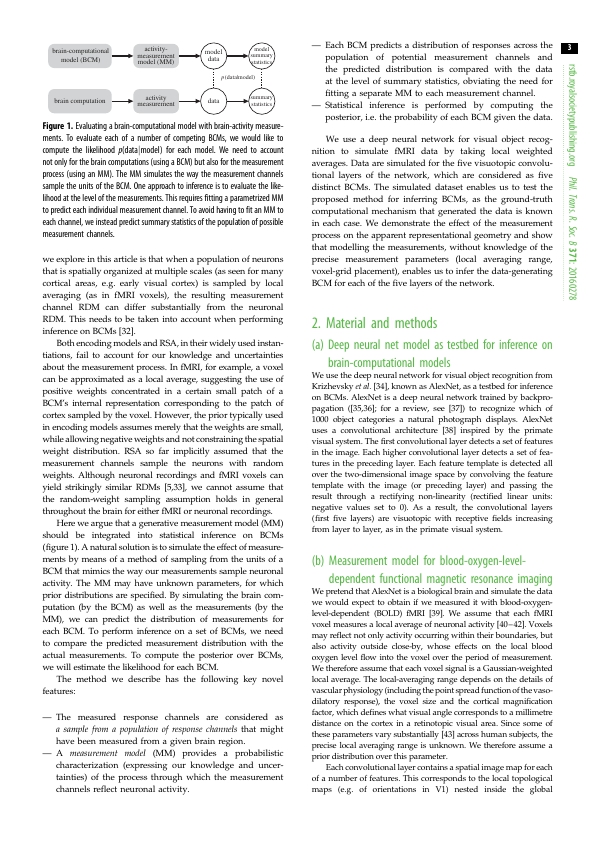 brain-computational
model (BCM)
activity-
measurement
model (MM)
model
data
model
summary
statistics
p(data|model)
brain computation
activity
measurement
data
summary
statistics
Figure 1. Evaluating a brain-computational model with brain-activity measure-
ments. To evaluate each of a number of competing BCMs, we would like to
compute the likelihood p(data|model) for each model. We need to account
not only for the brain computations (using a BCM) but also for the measurement
process (using an MM). The MM simulates the way the measurement channels
sample the units of the BCM. One approach to inference is to evaluate the like-
lihood at the level of the measurements. This requires fitting a parametrized MM
to predict each individual measurement channel. To avoid having to fit an MM to
each channel, we instead predict summary statistics of the population of possible
measurement channels.
we explore in this article is that when a population of neurons
that is spatially organized at multiple scales (as seen for many
cortical areas, e.g. early visual cortex) is sampled by local
averaging (as in fMRI voxels), the resulting measurement
channel RDM can differ substantially from the neuronal
RDM. This needs to be taken into account when performing
inference on BCMs [32].
Both encoding models and RSA, in their widely used instan-
tiations, fail to account for our knowledge and uncertainties
about the measurement process. In fMRI, for example, a voxel
can be approximated as a local average, suggesting the use of
positive weights concentrated in a certain small patch of a
BCM's internal representation corresponding to the patch of
cortex sampled by the voxel. However, the prior typically used
in encoding models assumes merely that the weights are small,
while allowing negative weights and not constraining the spatial
weight distribution. RSA so far implicitly assumed that the
measurement channels sample the neurons with random
weights. Although neuronal recordings and fMRI voxels can
yield strikingly similar RDMs [5,33], we cannot assume that
the random-weight sampling assumption holds in general
throughout the brain for either fMRI or neuronal recordings.
Here we argue that a generative measurement model (MM)
should be integrated into statistical inference on BCMs
(figure 1). A natural solution is to simulate the effect of measure-
ments by means of a method of sampling from the units of a
BCM that mimics the way our measurements sample neuronal
activity. The MM may have unknown parameters, for which
prior distributions are specified. By simulating the brain com-
putation (by the BCM) as well as the measurements (by the
MM), we can predict the distribution of measurements for
each BCM. To perform inference on a set of BCMs, we need
to compare the predicted measurement distribution with the
actual measurements. To compute the posterior over BCMs,
we will estimate the likelihood for each BCM.
The method we describe has the following key novel
features:
— The measured response channels are considered as
a sample from a population of response channels that might
have been measured from a given brain region.
— A measurement model (MM) provides a probabilistic
characterization (expressing our knowledge and uncer-
tainties) of the process through which the measurement
channels reflect neuronal activity.
— Each BCM predicts a distribution of responses across the
population of potential measurement channels and
the predicted distribution is compared with the data
at the level of summary statistics, obviating the need for
fitting a separate MM to each measurement channel.
— Statistical inference is performed by computing the
posterior, i.e. the probability of each BCM given the data.
We use a deep neural network for visual object recog-
nition to simulate fMRI data by taking local weighted
averages. Data are simulated for the five visuotopic convolu-
tional layers of the network, which are considered as five
distinct BCMs. The simulated dataset enables us to test the
proposed method for inferring BCMs, as the ground-truth
computational mechanism that generated the data is known
in each case. We demonstrate the effect of the measurement
process on the apparent representational geometry and show
that modelling the measurements, without knowledge of the
precise measurement parameters (local averaging range,
voxel-grid placement), enables us to infer the data-generating
BCM for each of the five layers of the network.
2. Material and methods
(a) Deep neural net model as testbed for inference on
brain-computational models
We use the deep neural network for visual object recognition from
Krizhevsky et al. [34], known as AlexNet, as a testbed for inference
on BCMs. AlexNet is a deep neural network trained by backpro-
pagation ([35,36]; for a review, see [37]) to recognize which of
1000 object categories a natural photograph displays. AlexNet
uses a convolutional architecture [38] inspired by the primate
visual system. The first convolutional layer detects a set of features
in the image. Each higher convolutional layer detects a set of fea-
tures in the preceding layer. Each feature template is detected all
over the two-dimensional image space by convolving the feature
template with the image (or preceding layer) and passing the
result through a rectifying non-linearity (rectified linear units:
negative values set to 0). As a result, the convolutional layers
(first five layers) are visuotopic with receptive fields increasing
from layer to layer, as in the primate visual system.
(b) Measurement model for blood-oxygen-level-
dependent functional magnetic resonance imaging
We pretend that AlexNet is a biological brain and simulate the data
we would expect to obtain if we measured it with blood-oxygen-
level-dependent (BOLD) fMRI [39]. We assume that each fMRI
voxel measures a local average of neuronal activity [40–42]. Voxels
may reflect not only activity occurring within their boundaries, but
also activity outside close-by, whose effects on the local blood
oxygen level flow into the voxel over the period of measurement.
We therefore assume that each voxel signal is a Gaussian-weighted
local average. The local-averaging range depends on the details of
vascular physiology (including the point spread function of the vaso-
dilatory response), the voxel size and the cortical magnification
factor, which defines what visual angle corresponds to a millimetre
distance on the cortex in a retinotopic visual area. Since some of
these parameters vary substantially [43] across human subjects, the
precise local averaging range is unknown. We therefore assume a
prior distribution over this parameter.
Each convolutional layer contains a spatial image map for each
of a number of features. This corresponds to the local topological
maps (e.g. of orientations in V1) nested inside the global
3
rstb.royalsocietypublishing.org Phil. Trans. R. Soc. B 371: 20160278